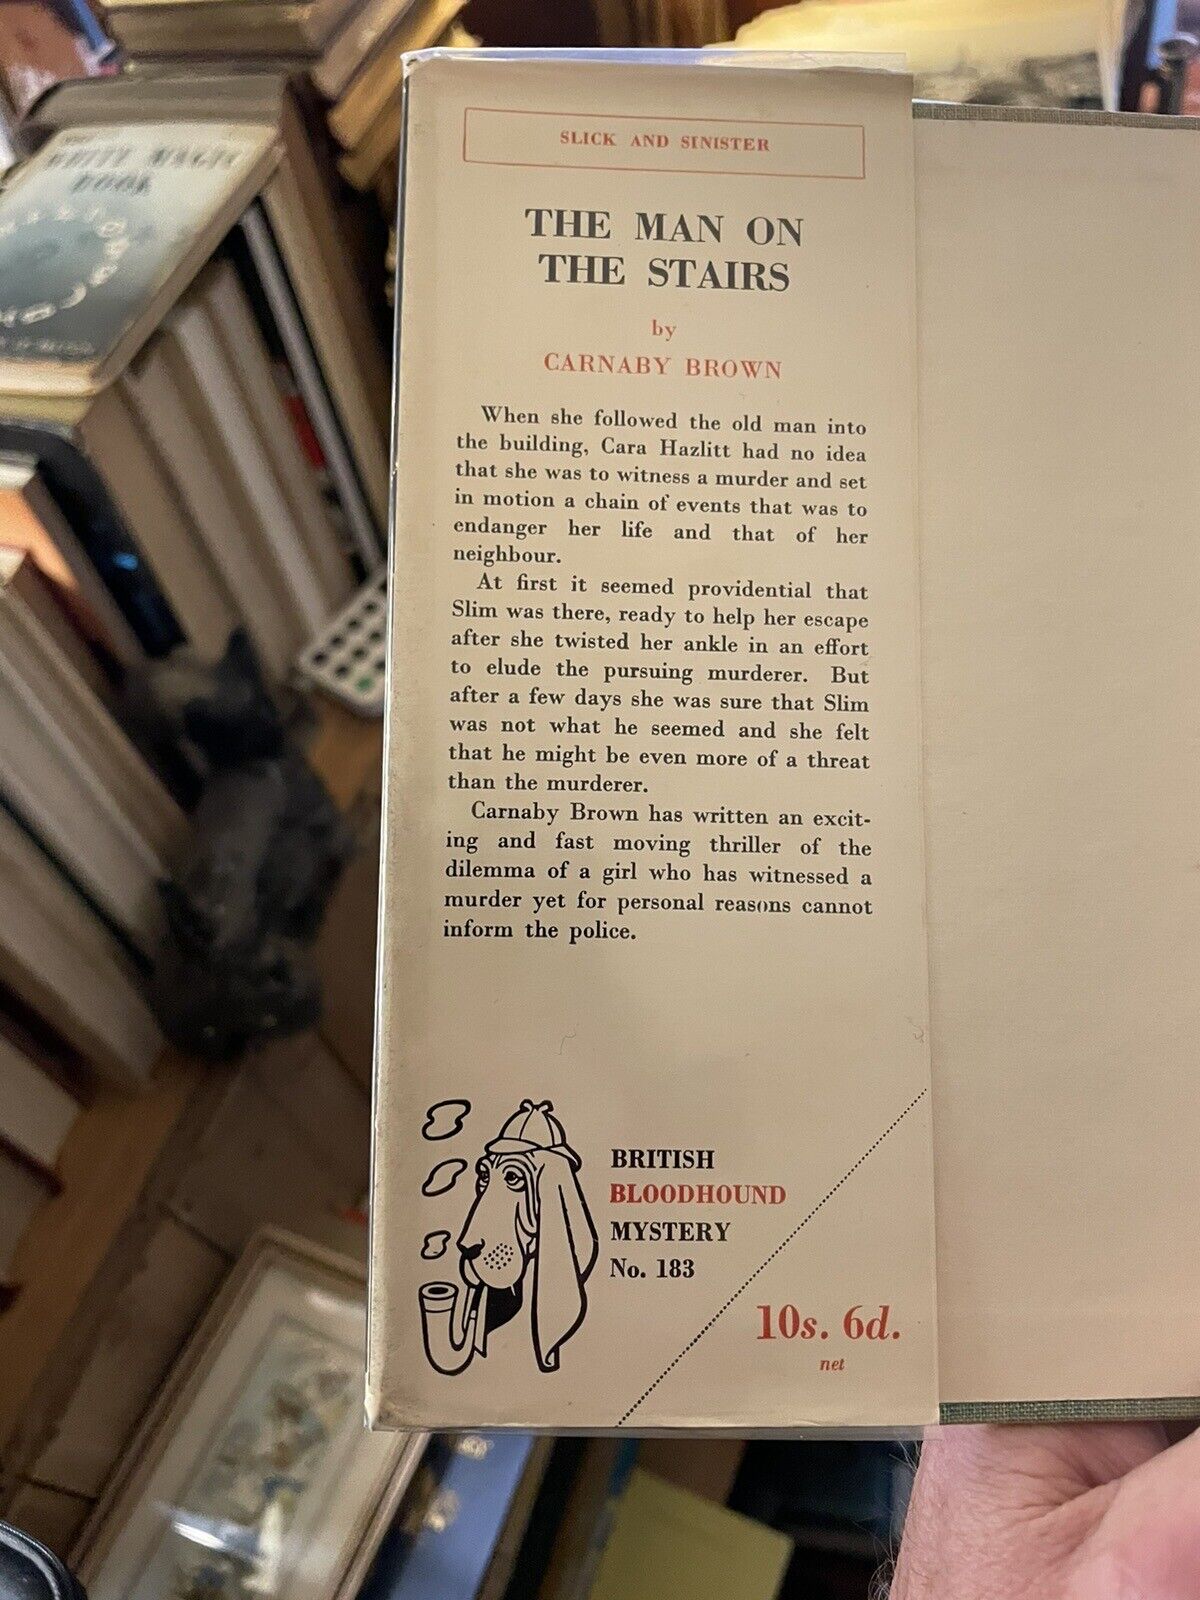 WHITE MAGIC
BOOK
SLICK AND SINISTER
THE MAN ON
THE STAIRS
by
CARNABY BROWN
When she followed the old man into
the building, Cara Hazlitt had no idea
that she was to witness a murder and set
in motion a chain of events that was to
endanger her life and that of her
neighbour.
At first it seemed providential that
Slim was there, ready to help her escape
after she twisted her ankle in an effort
to elude the pursuing murderer. But
after a few days she was sure that Slim
was not what he seemed and she felt
that he might be even more of a threat
than the murderer.
Carnaby Brown has written an excit-
ing and fast moving thriller of the
dilemma of a girl who has witnessed a
murder yet for personal reasons cannot
inform the police.
BRITISH
BLOODHOUND
MYSTERY
No. 183
10s. 6d.
net